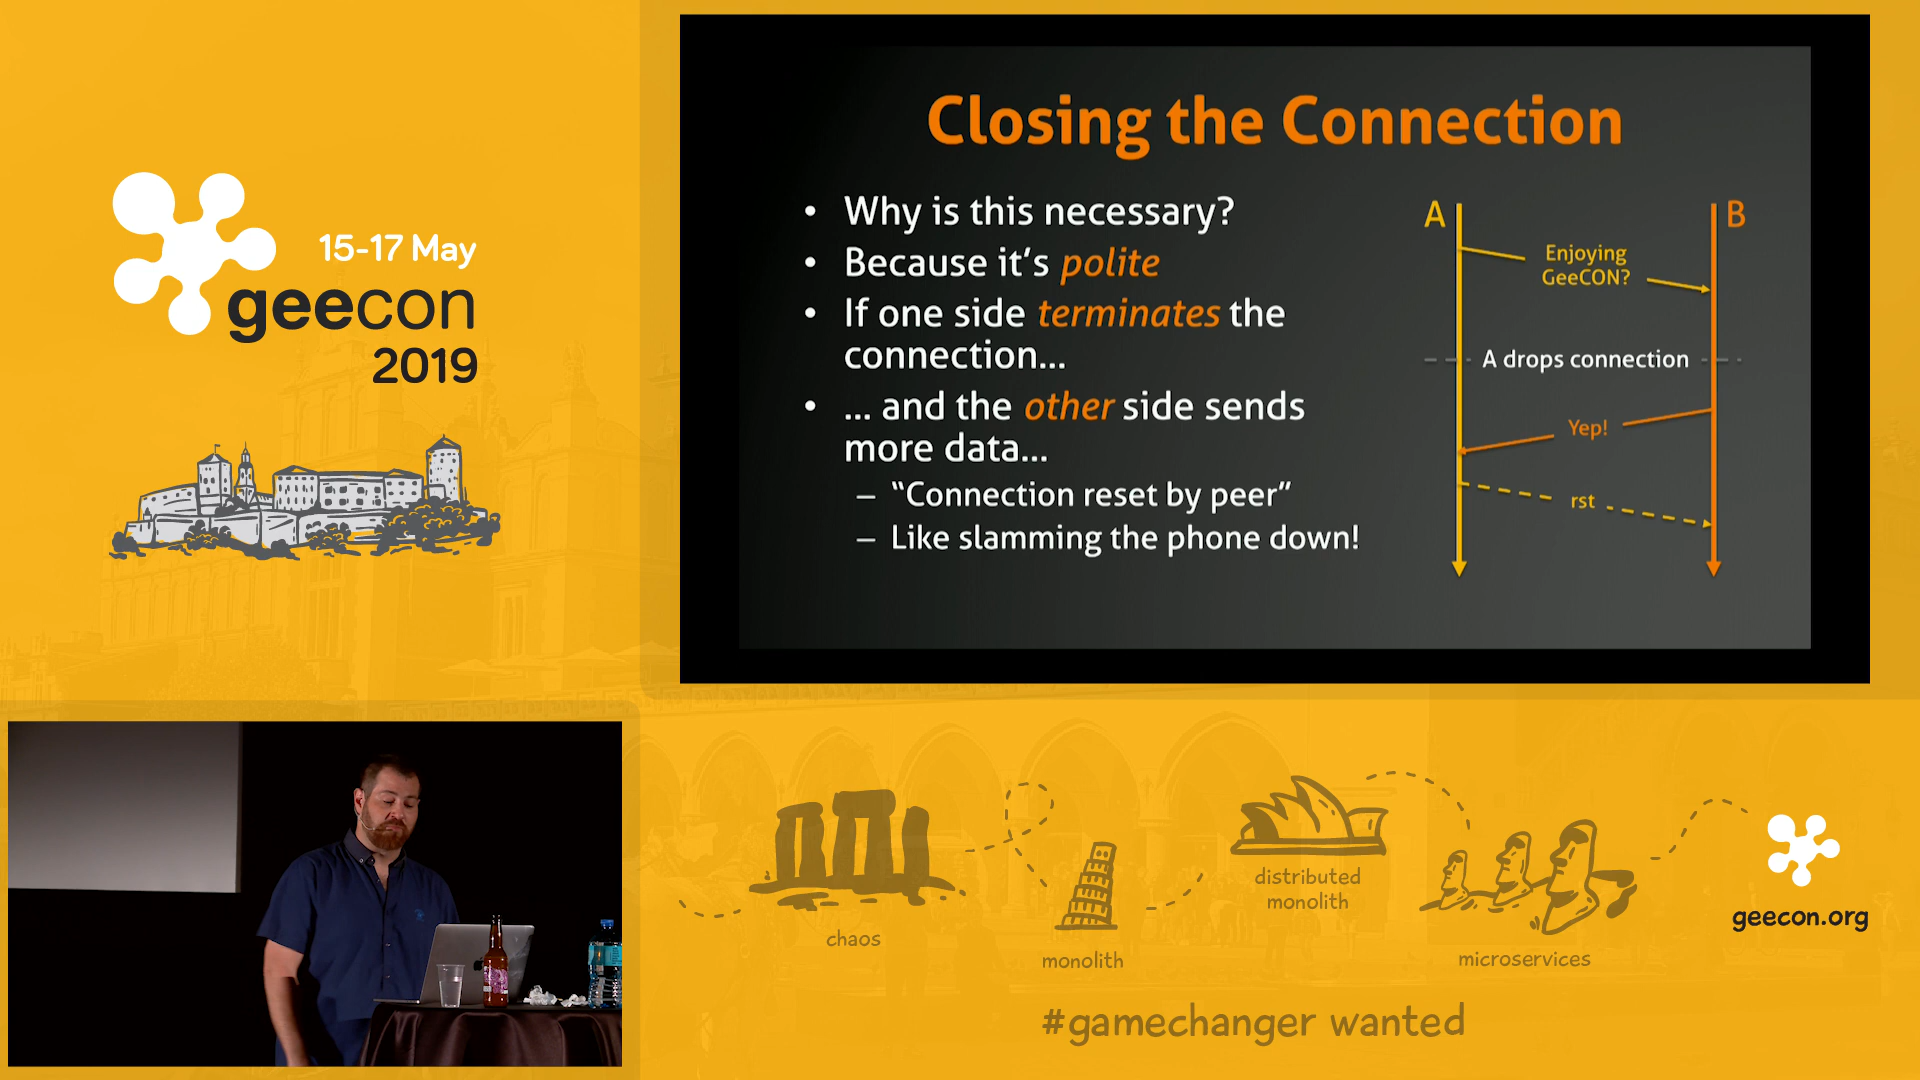 15-17 May
geecon
2019
Closing the Connection
• Why is this necessary?
• Because it's polite
• If one side terminates the
connection...
• ... and the other side sends
more data...
– “Connection reset by peer”
– Like slamming the phone down!
A
B
Enjoying
GeeCON?
A drops connection
Yep!
rst
chaos
monolith
distributed
monolith
microservices
geecon.org
#gamechanger wanted